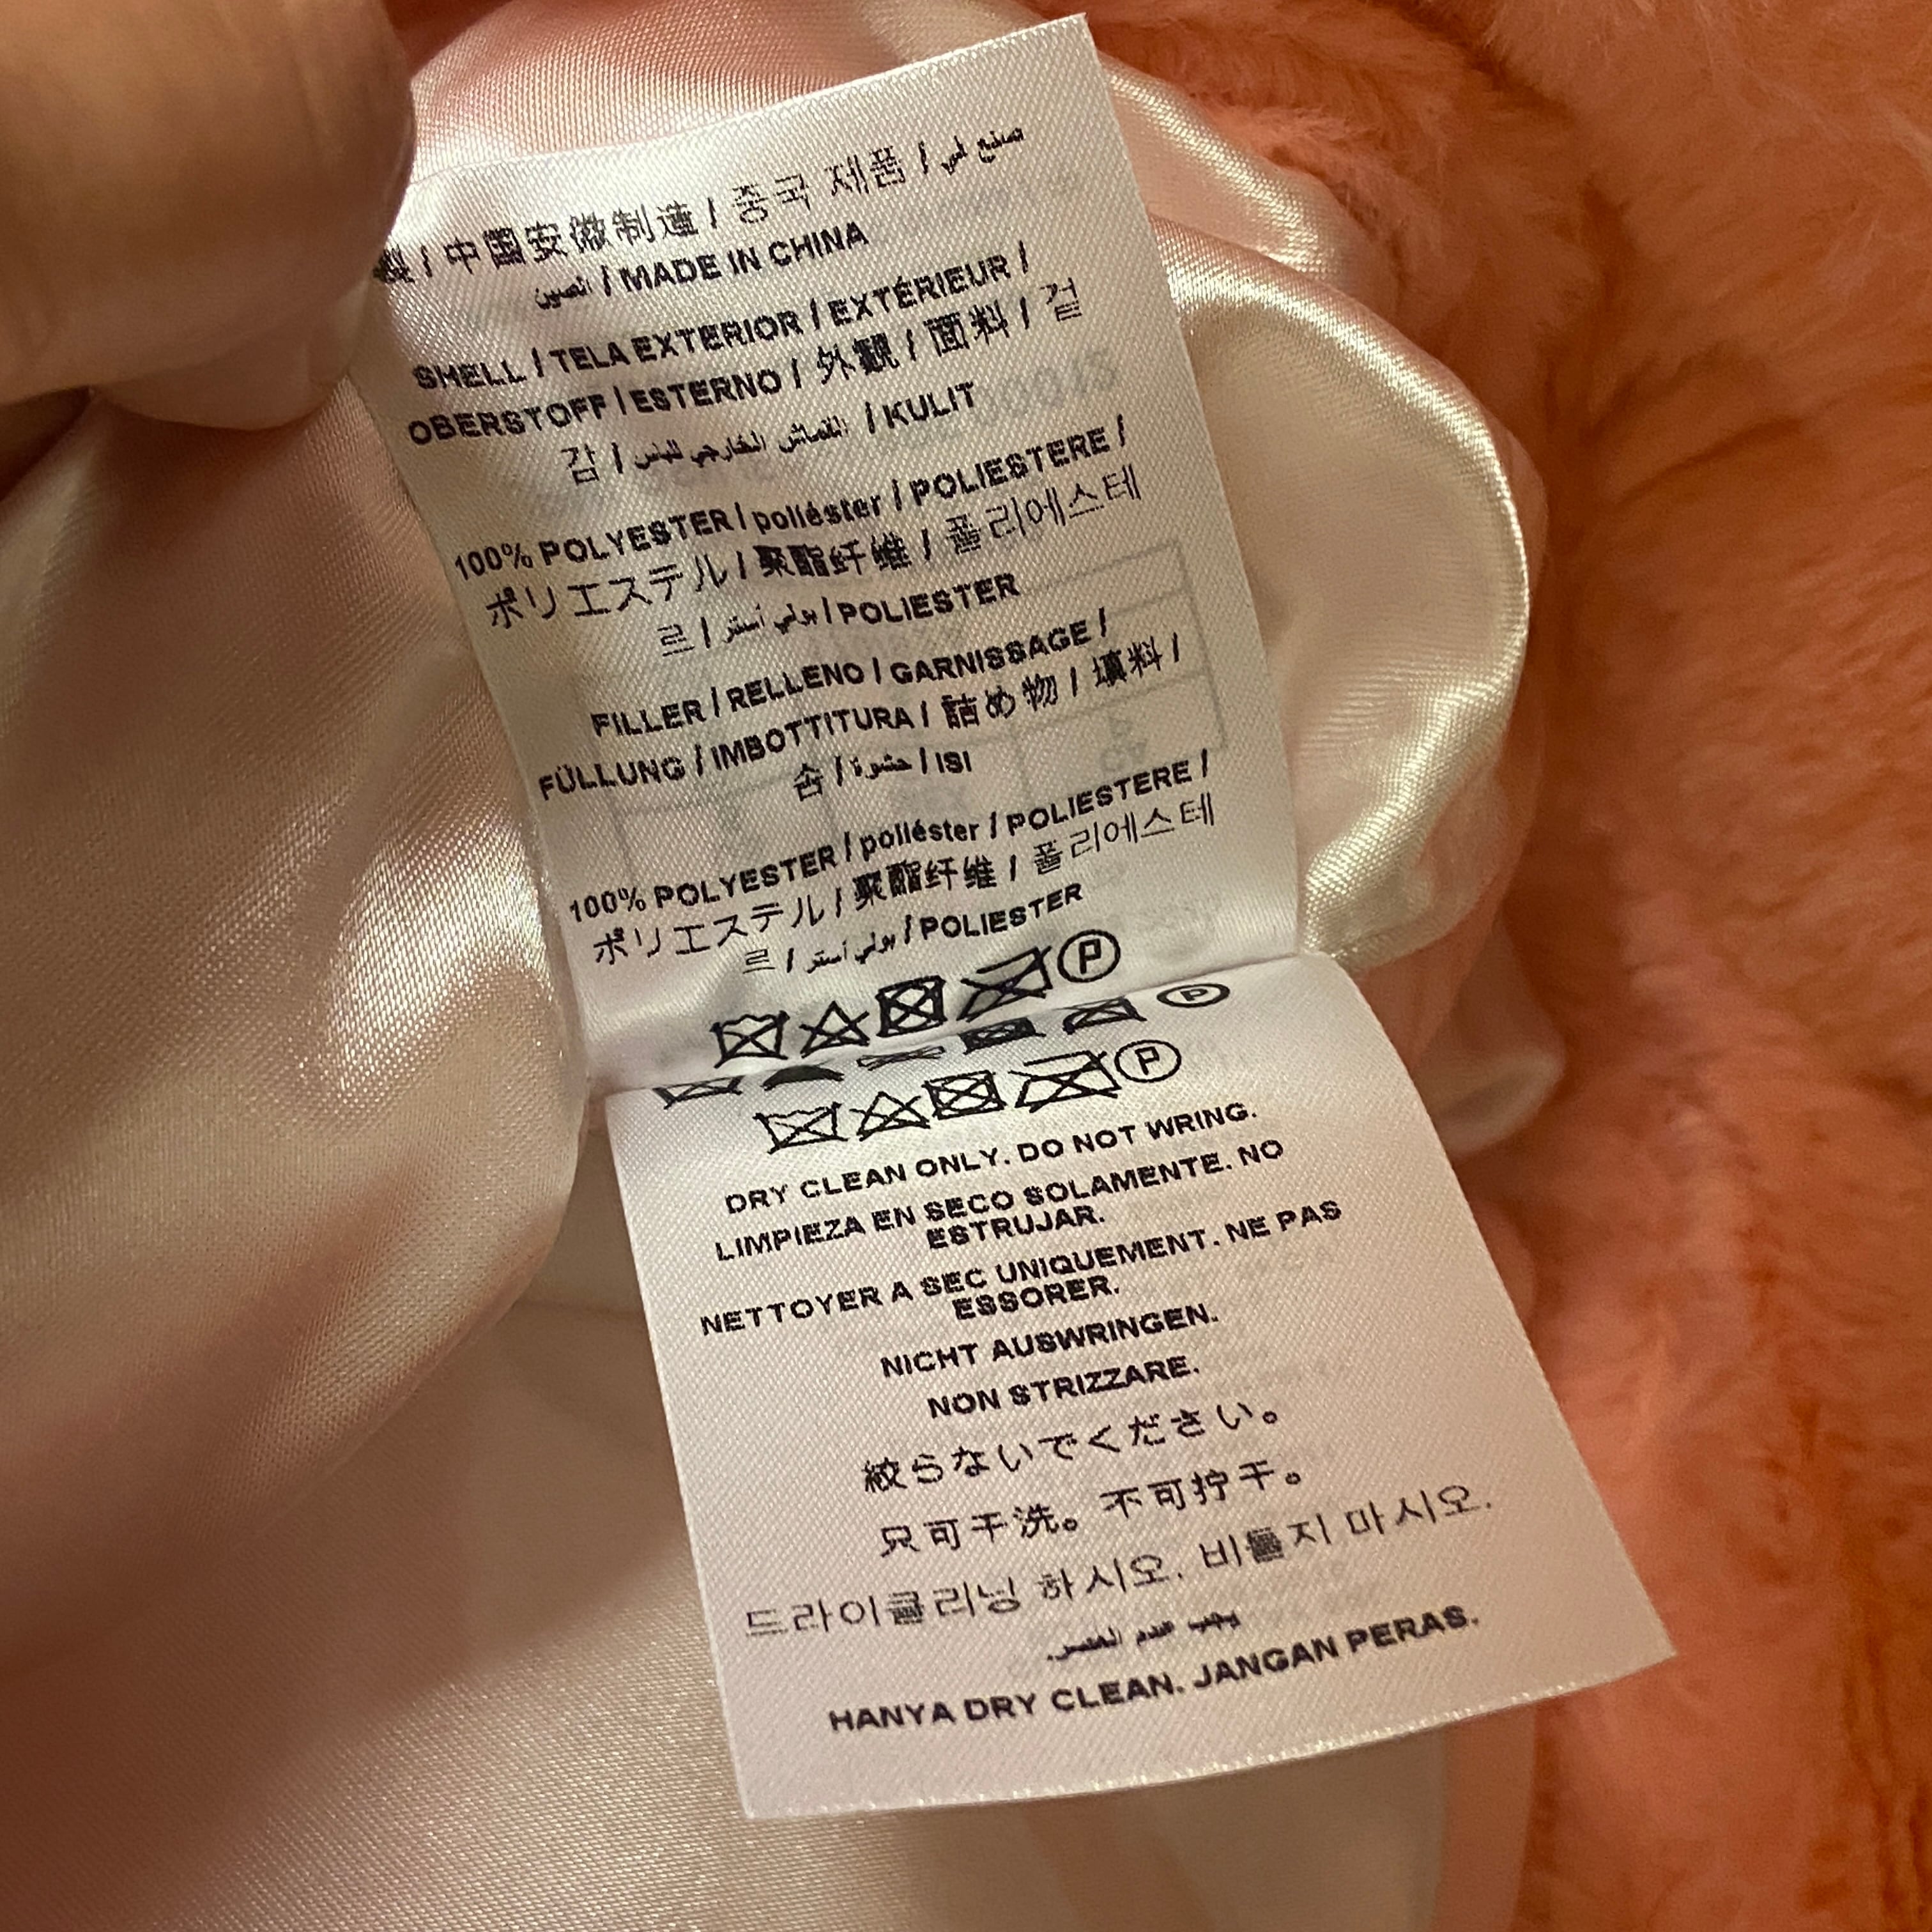 製 / 中国安徽制造 / 중국 제품 / صنع في
الصين / MADE IN CHINA
SHELL / TELA EXTERIOR / EXTÉRIEUR /
OBERSTOFF / ESTERNO / 外観 / 面料 / 겉
감 / القماش الخارجي للبس / KULIT
100% POLYESTER / poliéster / POLIESTERE /
ポリエステル / 聚酯纤维 / 폴리에스테
르 / بولي أستر / POLIESTER
FILLER / RELLENO / GARNISSAGE /
FÜLLUNG / IMBOTTITURA / 詰め物 / 填料 /
솜 / حشوة / ISI
100% POLYESTER / poliéster / POLIESTERE /
ポリエステル / 聚酯纤维 / 폴리에스테
르 / بولي أستر / POLIESTER
P
P
P
DRY CLEAN ONLY. DO NOT WRING.
LIMPIEZA EN SECO SOLAMENTE. NO
ESTRUJAR.
NETTOYER A SEC UNIQUEMENT. NE PAS
ESSORER.
NICHT AUSWRINGEN.
NON STRIZZARE.
絞らないでください。
只可干洗。不可拧干。
드라이클리닝 하시오. 비틀지 마시오.
يجب عدم العصر.
HANYA DRY CLEAN. JANGAN PERAS.